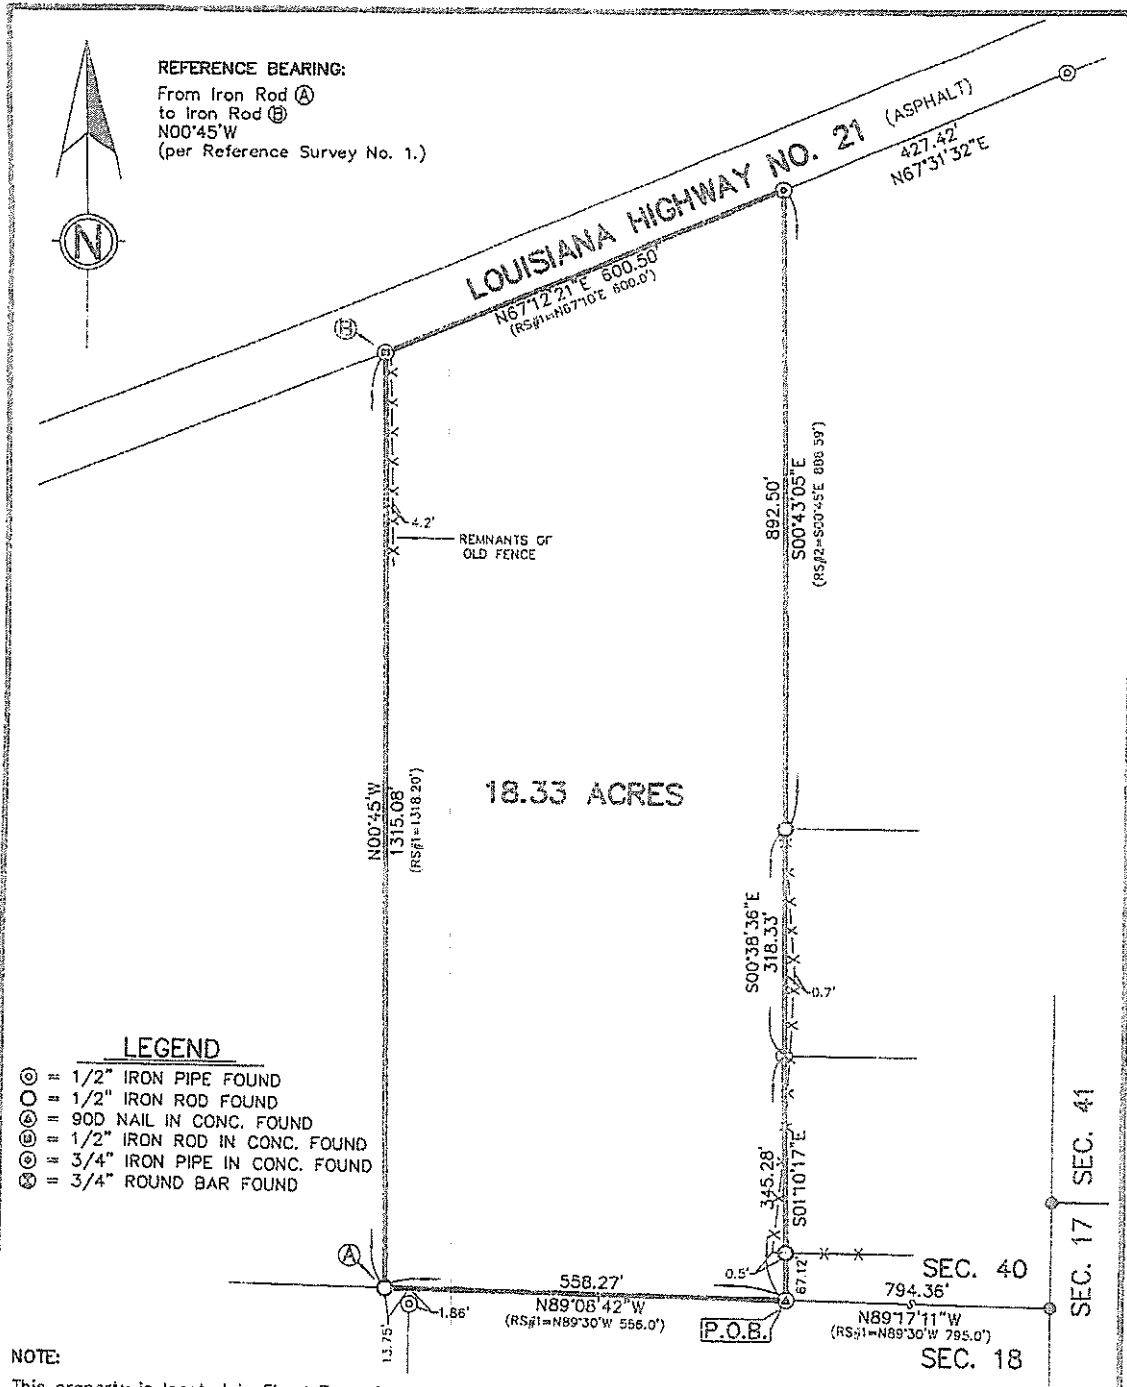 REFERENCE BEARING:
From Iron Rod Ⓐ
to Iron Rod Ⓑ
N00°45'W
(per Reference Survey No. 1.)
N
LOUISIANA HIGHWAY NO. 21 (ASPHALT)
427.42'
N67°31'32"E
N67°12'21"E 600.50'
(RS#1=N67°10'E 600.0')
B
4.2'
REMNANTS OF
OLD FENCE
892.50'
S00°43'05"E
(RS#2=S00°45'E 886.59')
18.33 ACRES
N00°45'W
1315.08'
(RS#1=1318.20')
S00°38'36"E
318.33'
0.7'
LEGEND
= 1/2" IRON PIPE FOUND
= 1/2" IRON ROD FOUND
= 90D NAIL IN CONC. FOUND
= 1/2" IRON ROD IN CONC. FOUND
= 3/4" IRON PIPE IN CONC. FOUND
= 3/4" ROUND BAR FOUND
345.28'
S01°10'17"E
SEC. 41
SEC. 17
A
0.5'
67.12'
SEC. 40
558.27'
N89°08'42"W
(RS#1=N89°30'W 556.0')
1.86'
13.75'
P.O.B.
794.36'
N89°17'11"W
(RS#1=N89°30'W 795.0')
SEC. 18
NOTE:
This property is located in